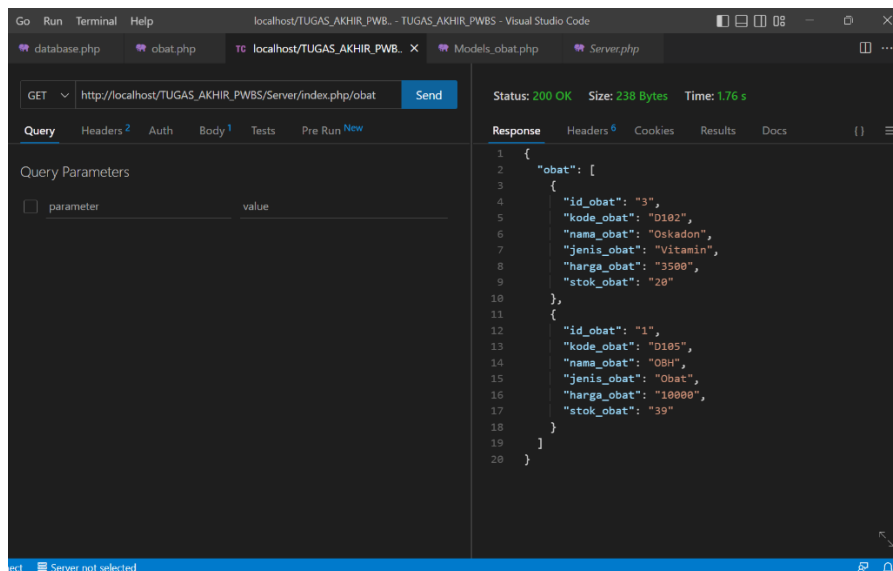 Go Run Terminal Help localhost/TUGAS_AKHIR_PWB.. - TUGAS_AKHIR_PWBS - Visual Studio Code
database.php obat.php TC localhost/TUGAS_AKHIR_PWB.. Models_obat.php Server.php
GET http://localhost/TUGAS_AKHIR_PWBS/Server/index.php/obat Send
Status: 200 OK Size: 238 Bytes Time: 1.76 s
Query Headers 2 Auth Body 1 Tests Pre Run New
Response Headers 6 Cookies Results Docs { }
Query Parameters
parameter value
1 {
2 "obat": [
3 {
4 "id_obat": "3",
5 "kode_obat": "D102",
6 "nama_obat": "Oskadon",
7 "jenis_obat": "Vitamin",
8 "harga_obat": "3500",
9 "stok_obat": "20"
10 },
11 {
12 "id_obat": "1",
13 "kode_obat": "D105",
14 "nama_obat": "OBH",
15 "jenis_obat": "Obat",
16 "harga_obat": "10000",
17 "stok_obat": "39"
18 }
19 ]
20 }
Server not selected